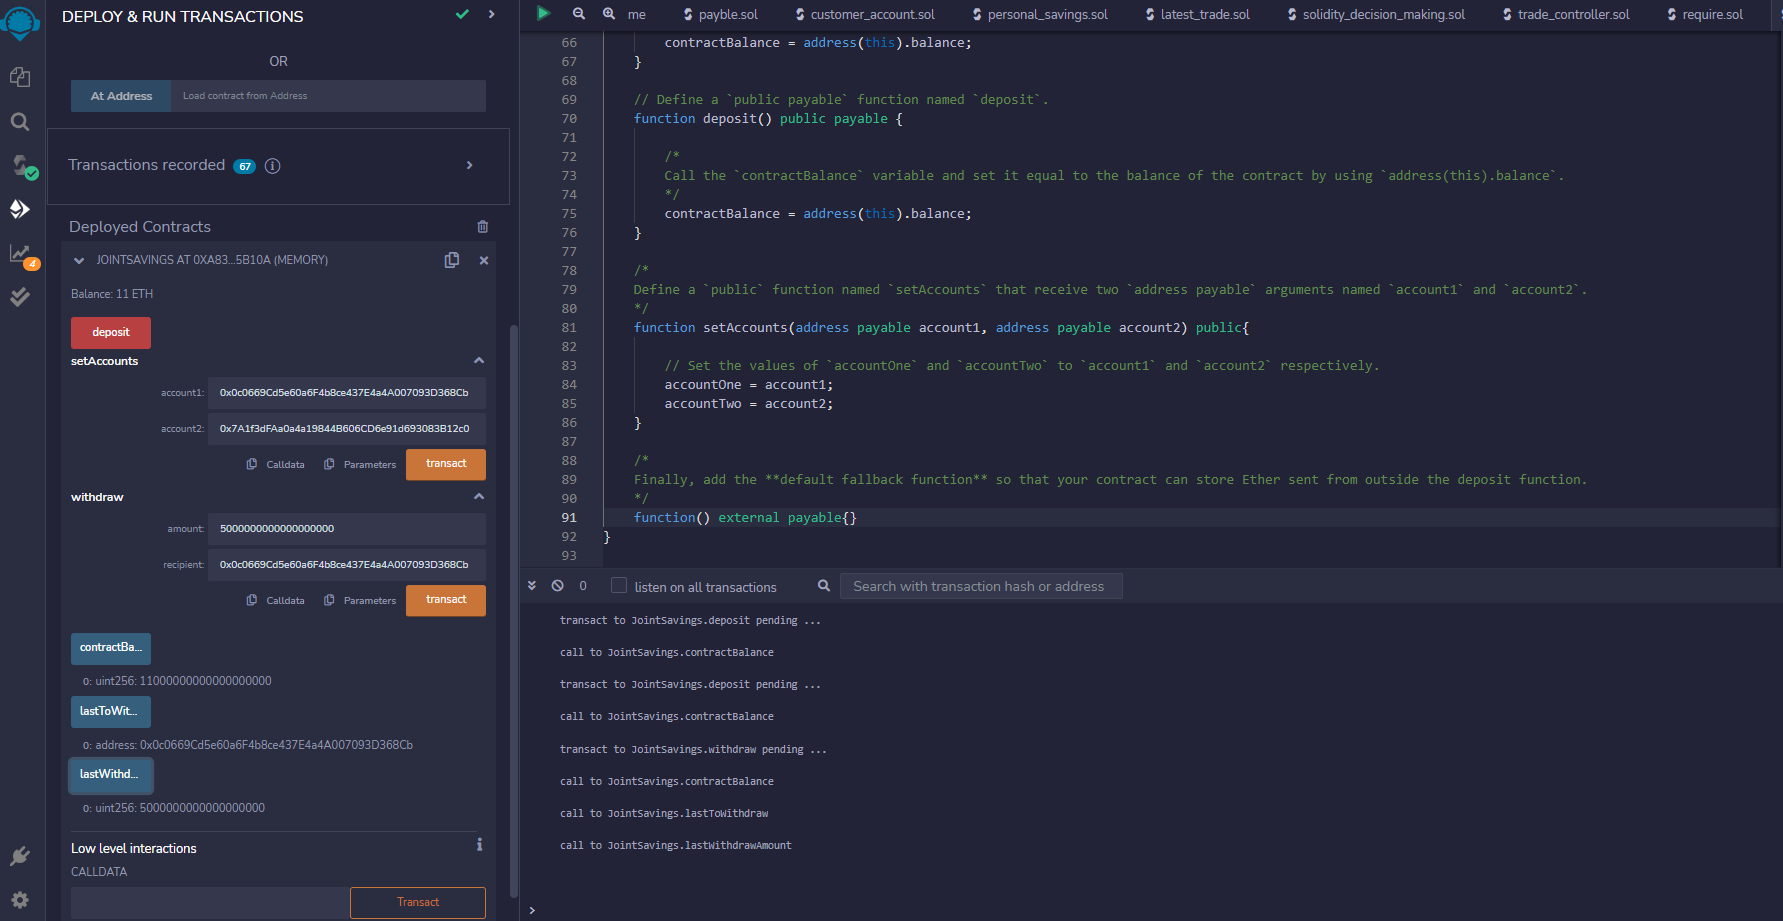 DEPLOY & RUN TRANSACTIONS
OR
At Address
Load contract from Address
Transactions recorded 67
Deployed Contracts
4
JOINTSAVINGS AT 0XA83...5B10A (MEMORY)
Balance: 11 ETH
deposit
setAccounts
account1: 0x0c0669Cd5e60a6F4b8ce437E4a4A007093D368Cb
account2: 0x7A1f3dFAa0a4a19844B606CD6e91d693083B12c0
Calldata Parameters transact
withdraw
amount: 5000000000000000000
recipient: 0x0c0669Cd5e60a6F4b8ce437E4a4A007093D368Cb
Calldata Parameters transact
contractBa...
0: uint256: 11000000000000000000
lastToWit...
0: address: 0x0c0669Cd5e60a6F4b8ce437E4a4A007093D368Cb
lastWithd...
0: uint256: 5000000000000000000
Low level interactions
CALLDATA
Transact
me payble.sol customer_account.sol personal_savings.sol latest_trade.sol solidity_decision_making.sol trade_controller.sol require.sol
66 contractBalance = address(this).balance;
67 }
68
69 // Define a `public payable` function named `deposit`.
70 function deposit() public payable {
71
72 /*
73 Call the `contractBalance` variable and set it equal to the balance of the contract by using `address(this).balance`.
74 */
75 contractBalance = address(this).balance;
76 }
77
78 /*
79 Define a `public` function named `setAccounts` that receive two `address payable` arguments named `account1` and `account2`.
80 */
81 function setAccounts(address payable account1, address payable account2) public{
82
83 // Set the values of `accountOne` and `accountTwo` to `account1` and `account2` respectively.
84 accountOne = account1;
85 accountTwo = account2;
86 }
87
88 /*
89 Finally, add the **default fallback function** so that your contract can store Ether sent from outside the deposit function.
90 */
91 function() external payable{}
92 }
93
0 listen on all transactions Search with transaction hash or address
transact to JointSavings.deposit pending ...
call to JointSavings.contractBalance
transact to JointSavings.deposit pending ...
call to JointSavings.contractBalance
transact to JointSavings.withdraw pending ...
call to JointSavings.contractBalance
call to JointSavings.lastToWithdraw
call to JointSavings.lastWithdrawAmount
>